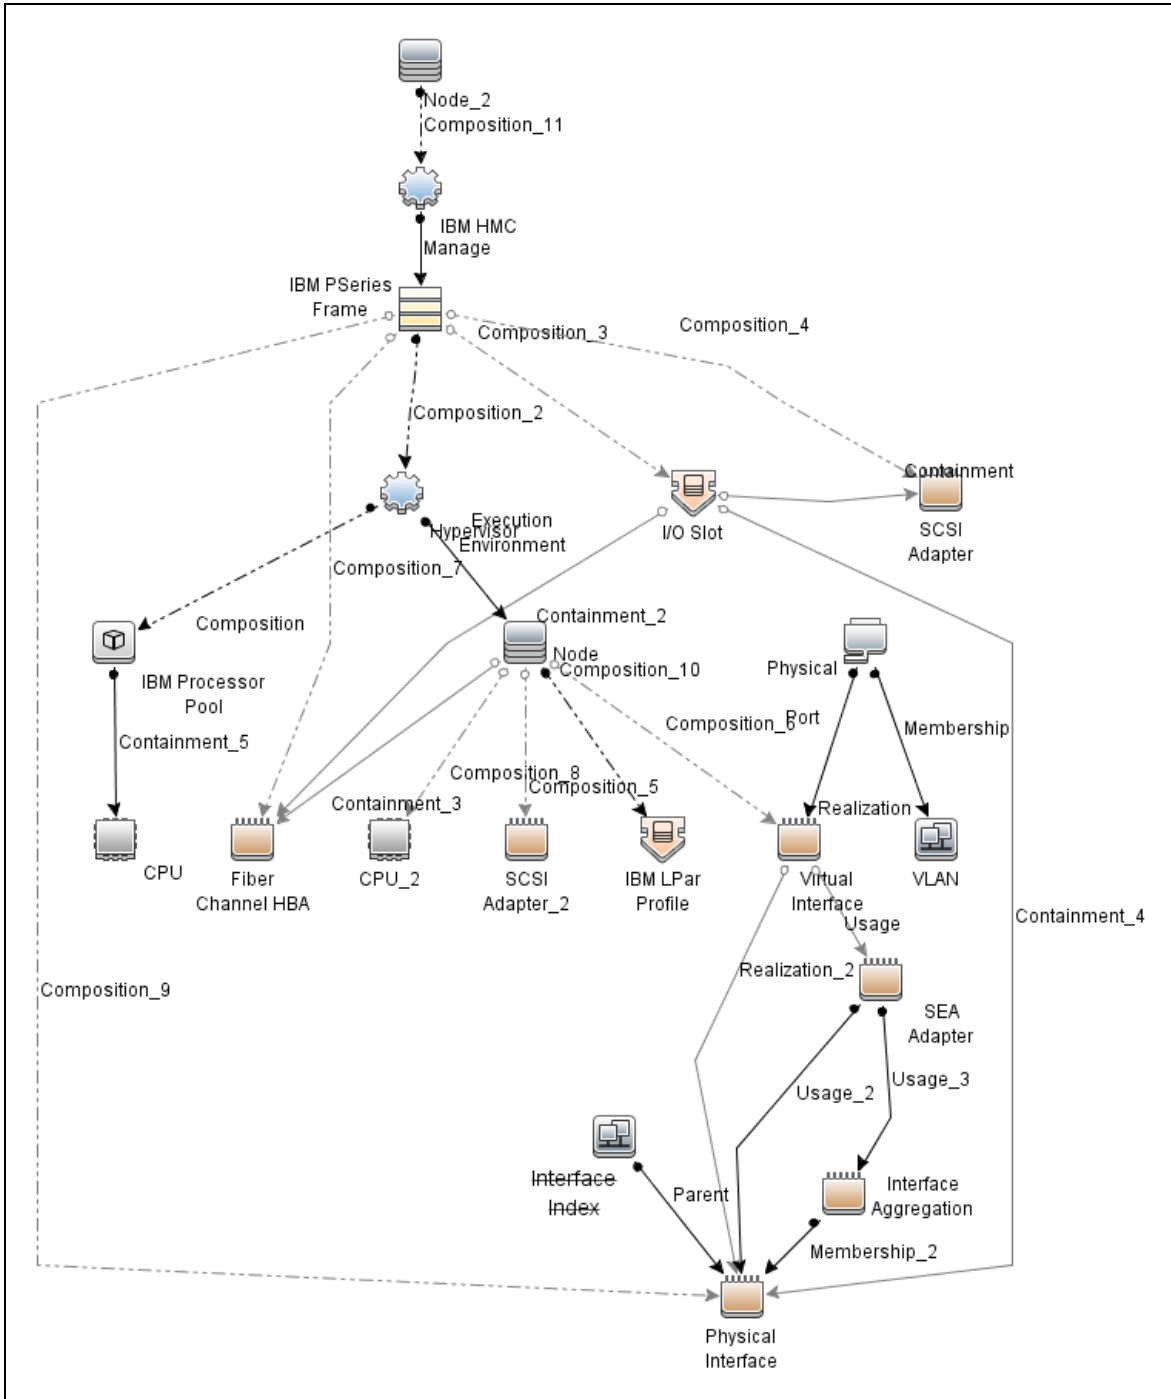 Node_2
Composition_11
IBM HMC
Manage
IBM PSeries
Frame
Composition_3
Composition_4
Composition_2
Containment
Execution
Hypervisor
Environment
I/O Slot
SCSI
Adapter
Composition_7
Composition
Containment_2
Node
Composition_10
Physical
IBM Processor
Pool
Composition_6
Port
Membership
Containment_5
Composition_8
Composition_5
Containment_3
Realization
CPU
Fiber
Channel HBA
CPU_2
SCSI
Adapter_2
IBM LPar
Profile
Virtual
Interface
VLAN
Usage
Containment_4
Realization_2
Composition_9
SEA
Adapter
Usage_3
Usage_2
Interface
Index
Parent
Interface
Aggregation
Membership_2
Physical
Interface